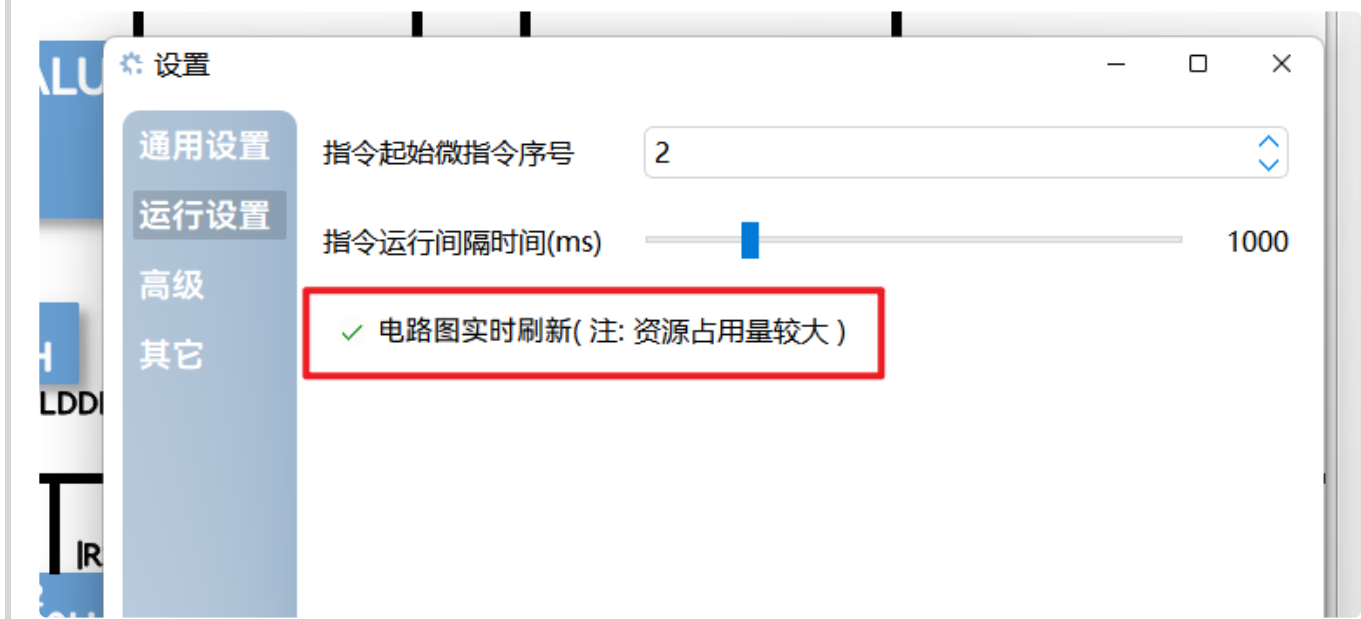 设置
通用设置
指令起始微指令序号 2
运行设置
指令运行间隔时间(ms) 1000
高级
电路图实时刷新( 注: 资源占用量较大 )
其它
ALU
H
LDD
R